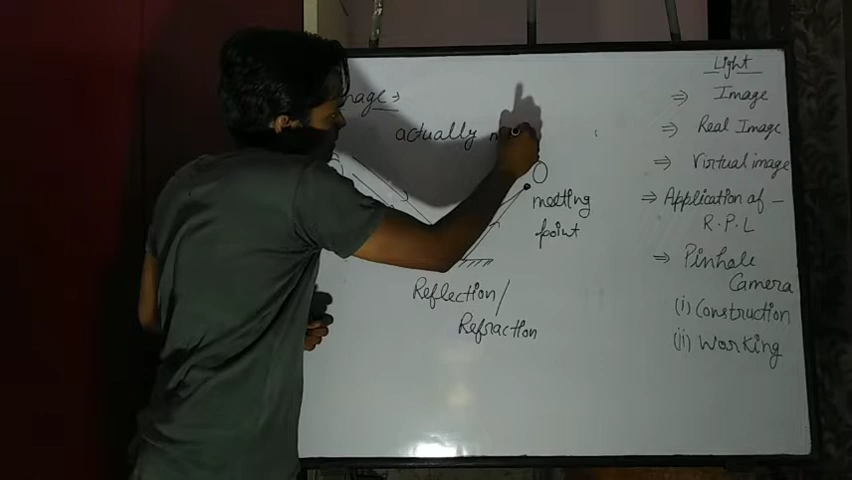 actually
O
meeting
point
Reflection/
Refraction
Light
⇒ Image
⇒ Real Image
⇒ Virtual image
⇒ Application of -
R.P.L
⇒ Pinhole
Camera
(i) Construction
(ii) Working